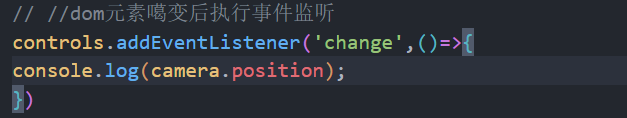 // //dom元素噶变后执行事件监听
controls.addEventListener('change',()=>{
console.log(camera.position);
})